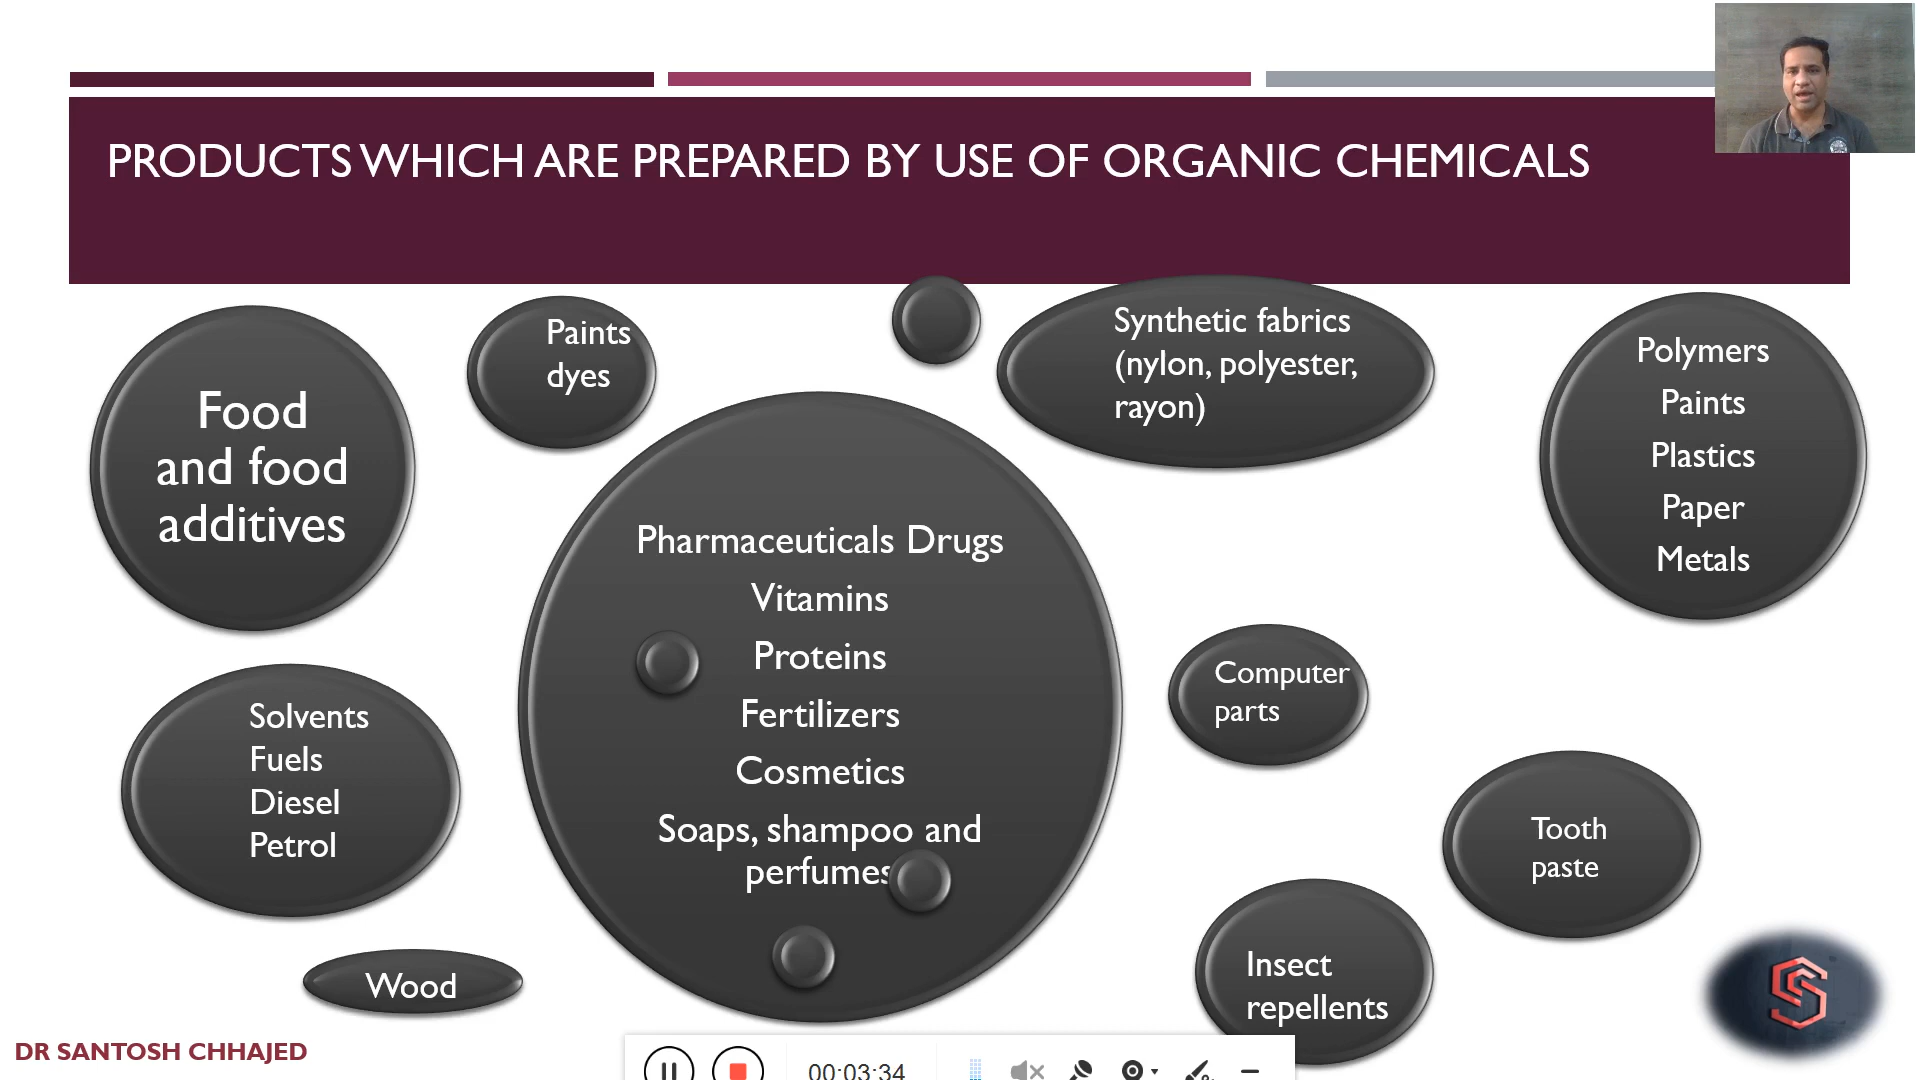 PRODUCTS WHICH ARE PREPARED BY USE OF ORGANIC CHEMICALS
Food
and food
additives
Paints
dyes
Synthetic fabrics
(nylon, polyester,
rayon)
Polymers
Paints
Plastics
Paper
Metals
Pharmaceuticals Drugs
Vitamins
Proteins
Fertilizers
Cosmetics
Soaps, shampoo and
perfumes
Solvents
Fuels
Diesel
Petrol
Computer
parts
Tooth
paste
Insect
repellents
Wood
DR SANTOSH CHHAJED
00:03:34